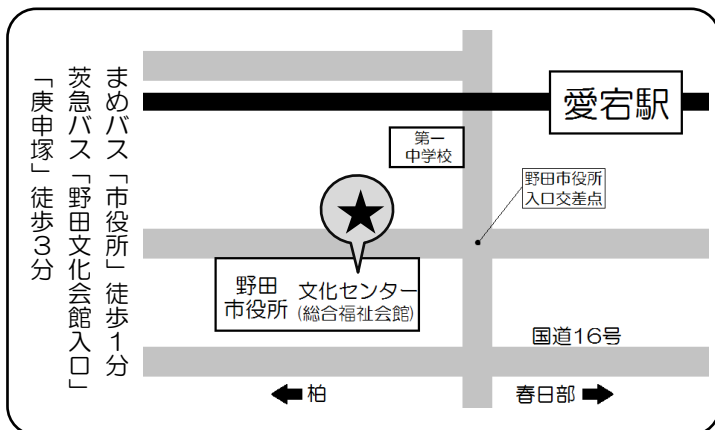 まめバス「市役所」徒歩1分
茨急バス「野田文化会館入口」
「庚申塚」徒歩3分
愛宕駅
第一
中学校
野田市役所
入口交差点
野田
市役所
文化センター
(総合福祉会館)
国道16号
柏
春日部